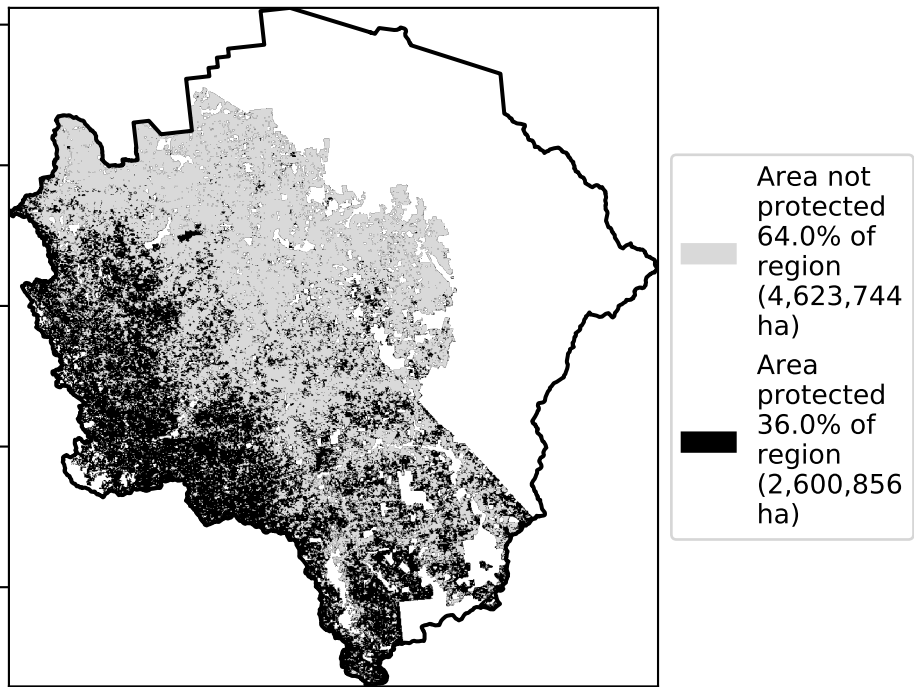 Area not
protected
64.0% of
region
(4,623,744
ha)
Area
protected
36.0% of
region
(2,600,856
ha)